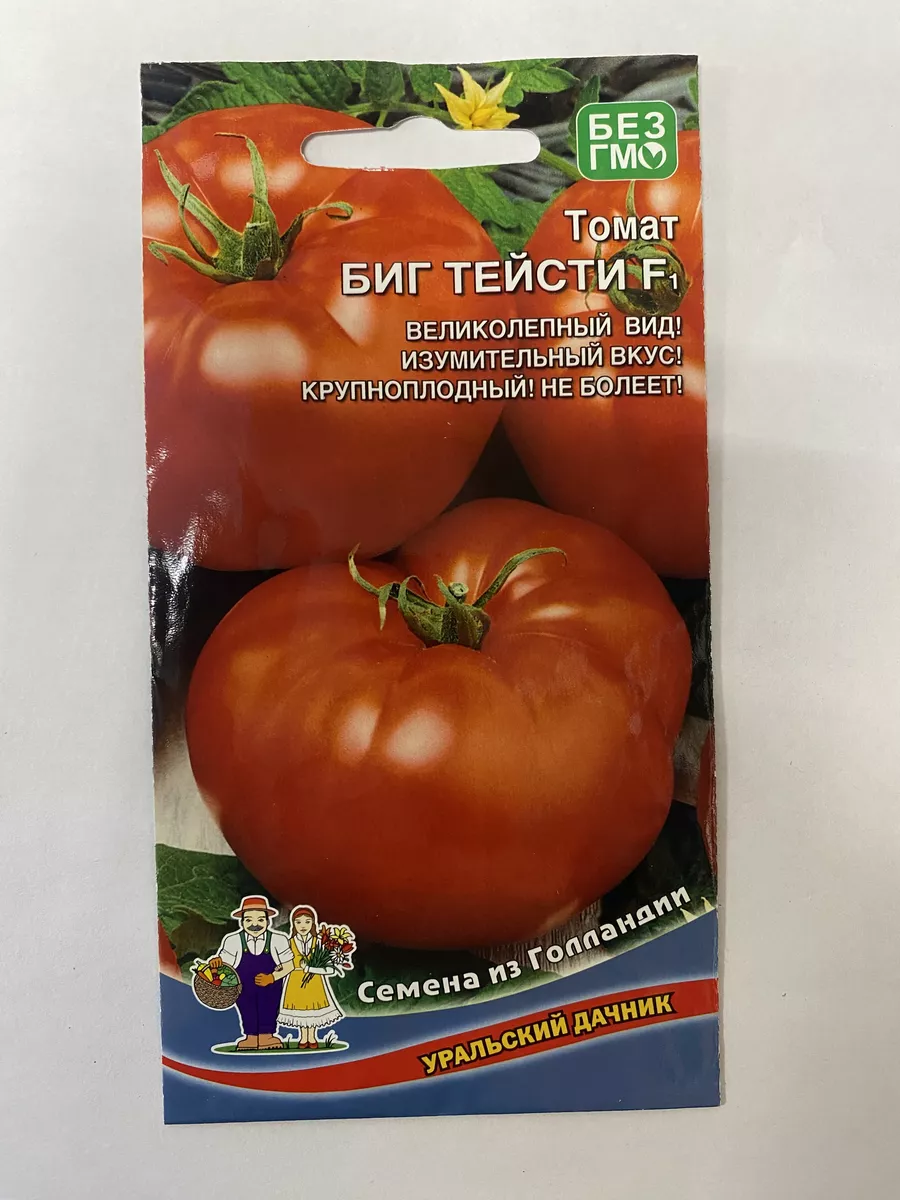 БЕЗ
ГМО
Томат
БИГ ТЕЙСТИ F1
ВЕЛИКОЛЕПНЫЙ ВИД!
ИЗУМИТЕЛЬНЫЙ ВКУС!
КРУПНОПЛОДНЫЙ! НЕ БОЛЕЕТ!
Семена из Голландии
УРАЛЬСКИЙ ДАЧНИК